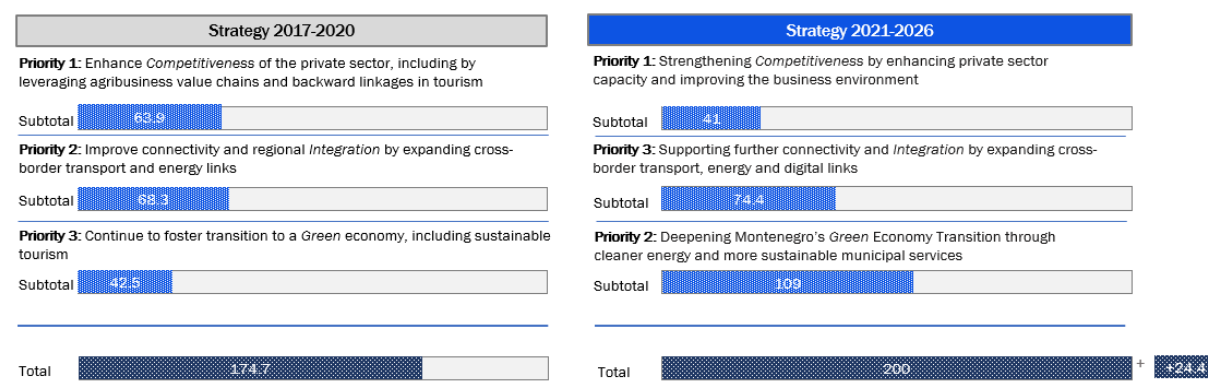 Strategy 2017-2020
Priority 1: Enhance Competitiveness of the private sector, including by
leveraging agribusiness value chains and backward linkages in tourism
Subtotal 63.9
Priority 2: Improve connectivity and regional Integration by expanding cross-
border transport and energy links
Subtotal 68.3
Priority 3: Continue to foster transition to a Green economy, including sustainable
tourism
Subtotal 42.5
Total 174.7
Strategy 2021-2026
Priority 1: Strengthening Competitiveness by enhancing private sector
capacity and improving the business environment
Subtotal 41
Priority 3: Supporting further connectivity and Integration by expanding cross-
border transport, energy and digital links
Subtotal 74.4
Priority 2: Deepening Montenegro's Green Economy Transition through
cleaner energy and more sustainable municipal services
Subtotal 109
Total 200 + +24.4